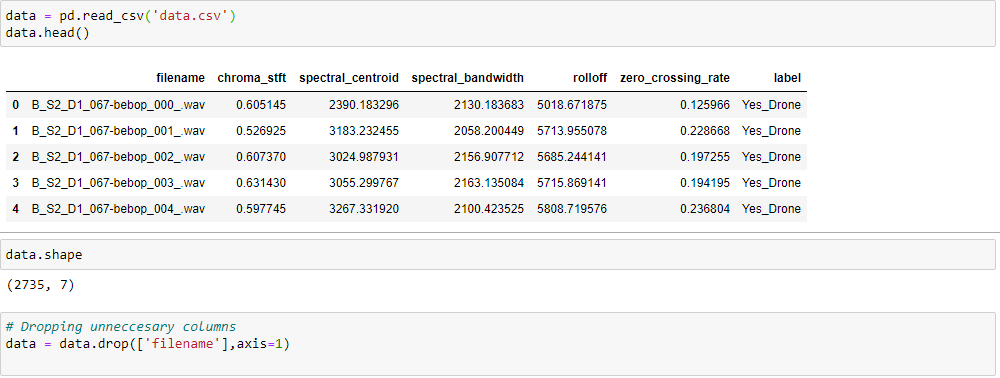 data = pd.read_csv('data.csv')
data.head()
filename chroma_stft spectral_centroid spectral_bandwidth rolloff zero_crossing_rate label
0 B_S2_D1_067-bebop_000_.wav 0.605145 2390.183296 2130.183683 5018.671875 0.125966 Yes_Drone
1 B_S2_D1_067-bebop_001_.wav 0.526925 3183.232455 2058.200449 5713.955078 0.228668 Yes_Drone
2 B_S2_D1_067-bebop_002_.wav 0.607370 3024.987931 2156.907712 5685.244141 0.197255 Yes_Drone
3 B_S2_D1_067-bebop_003_.wav 0.631430 3055.299767 2163.135084 5715.869141 0.194195 Yes_Drone
4 B_S2_D1_067-bebop_004_.wav 0.597745 3267.331920 2100.423525 5808.719576 0.236804 Yes_Drone
data.shape
(2735, 7)
# Dropping unneccesary columns
data = data.drop(['filename'],axis=1)